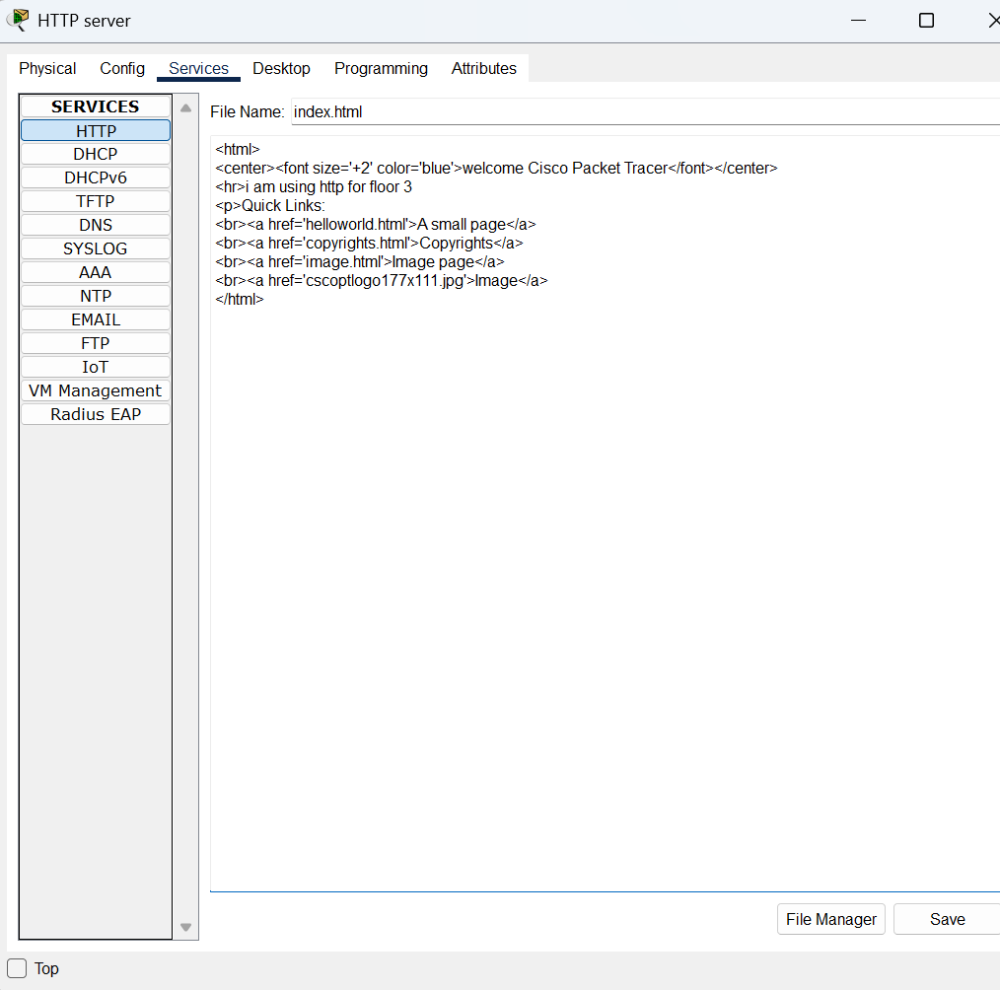 HTTP server
Physical Config Services Desktop Programming Attributes
SERVICES
HTTP
DHCP
DHCPv6
TFTP
DNS
SYSLOG
AAA
NTP
EMAIL
FTP
IoT
VM Management
Radius EAP
File Name: index.html
<html>
<center><font size='+2' color='blue'>welcome Cisco Packet Tracer</font></center>
<hr>i am using http for floor 3
<p>Quick Links:
<br><a href='helloworld.html'>A small page</a>
<br><a href='copyrights.html'>Copyrights</a>
<br><a href='image.html'>Image page</a>
<br><a href='cscoptlogo177x111.jpg'>Image</a>
</html>
File Manager Save
Top